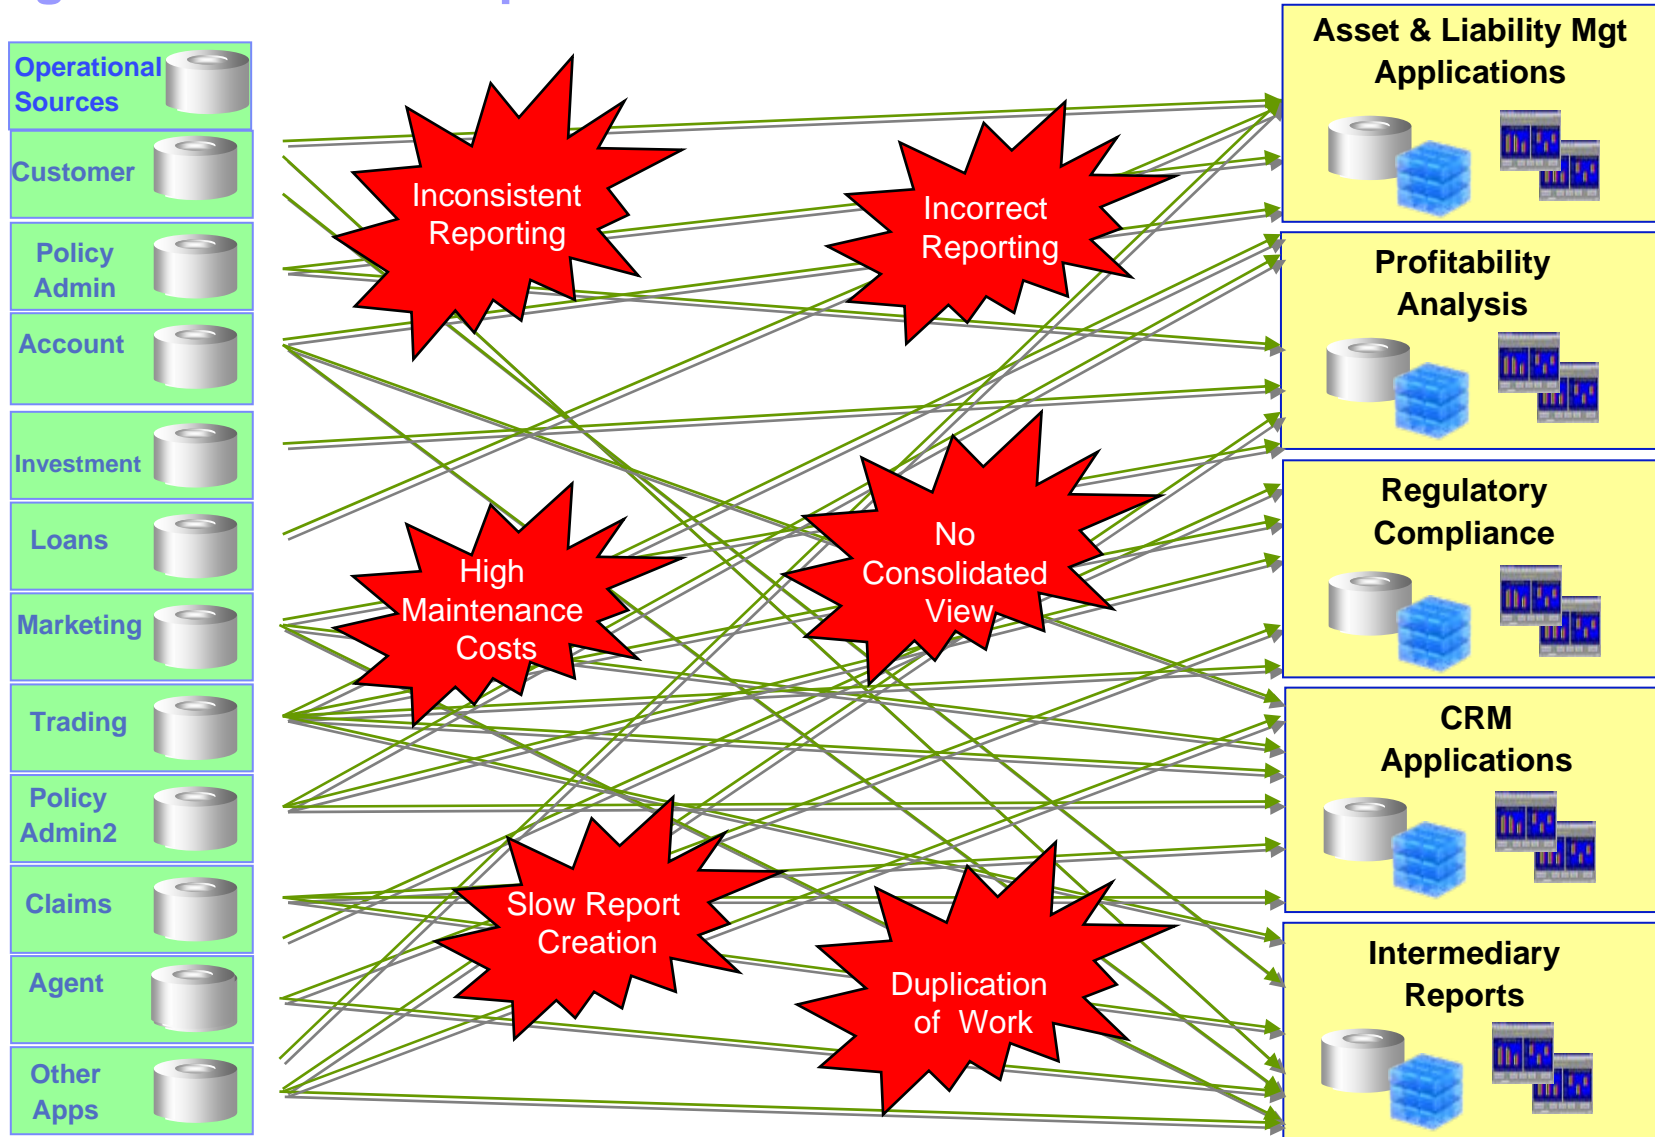 Operational
Sources
Customer
Policy
Admin
Account
Investment
Loans
Marketing
Trading
Policy
Admin2
Claims
Agent
Other
Apps
Inconsistent
Reporting
Incorrect
Reporting
High
Maintenance
Costs
No
Consolidated
View
Slow Report
Creation
Duplication
of Work
Asset & Liability Mgt
Applications
Profitability
Analysis
Regulatory
Compliance
CRM
Applications
Intermediary
Reports